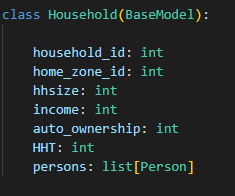 class Household(BaseModel):
    household_id: int
    home_zone_id: int
    hhsize: int
    income: int
    auto_ownership: int
    HHT: int
    persons: list[Person]